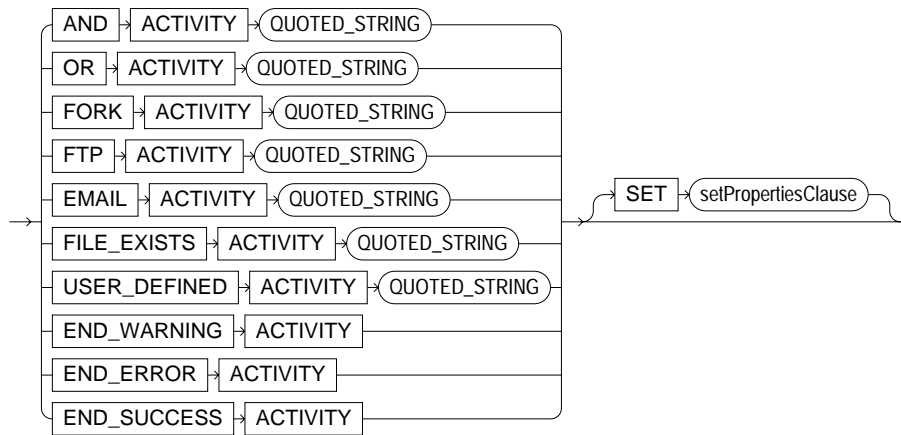 AND ACTIVITY QUOTED_STRING
OR ACTIVITY QUOTED_STRING
FORK ACTIVITY QUOTED_STRING
FTP ACTIVITY QUOTED_STRING
EMAIL ACTIVITY QUOTED_STRING
SET setPropertiesClause
FILE_EXISTS ACTIVITY QUOTED_STRING
USER_DEFINED ACTIVITY QUOTED_STRING
END_WARNING ACTIVITY
END_ERROR ACTIVITY
END_SUCCESS ACTIVITY